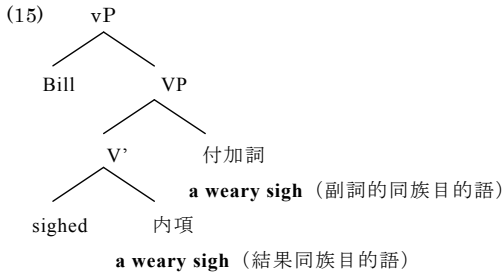 (15) vP
Bill VP
V’ 付加詞
a weary sigh（副詞的同族目的語）
sighed 内項
a weary sigh（結果同族目的語）